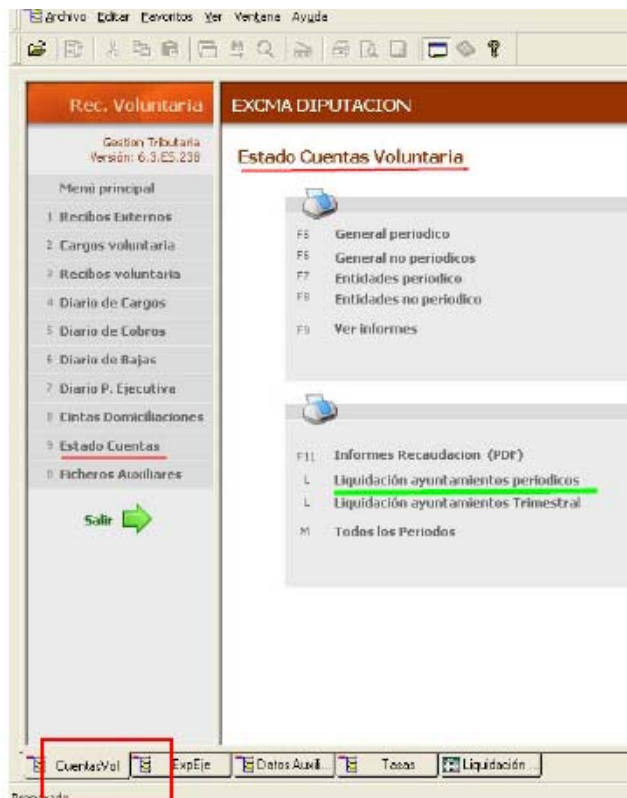 Archivo Editar Favoritos Ver Ventana Ayuda
Rec. Voluntaria
EXCMA DIPUTACION
Gestion Tributaria
Versión: 6.3.E5.238
Estado Cuentas Voluntaria
Menú principal
1 Recibos Externos
2 Cargos voluntaria
3 Recibos voluntaria
4 Diario de Cargos
5 Diario de Cobros
6 Diario de Bajas
7 Diario P. Ejecutiva
8 Cintas Domiciliaciones
9 Estado Cuentas
0 Ficheros Auxiliares
Salir
F5 General periodico
F6 General no periodicos
F7 Entidades periodico
F8 Entidades no periodico
F9 Ver informes
F11 Informes Recaudacion (PDF)
L Liquidación ayuntamientos periodicos
L Liquidación ayuntamientos Trimestral
M Todos los Periodos
CuentasVol ExpEje Datos Auxili... Tasas Liquidación ...
Preparado